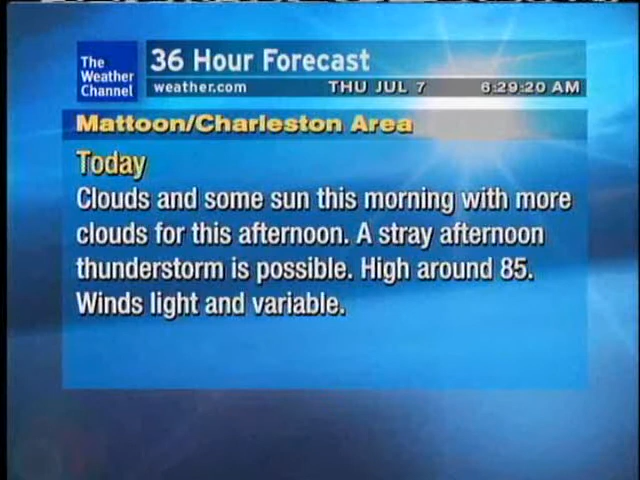 The
Weather
Channel
36 Hour Forecast
weather.com THU JUL 7 6:29:20 AM
Mattoon/Charleston Area
Today
Clouds and some sun this morning with more
clouds for this afternoon. A stray afternoon
thunderstorm is possible. High around 85.
Winds light and variable.